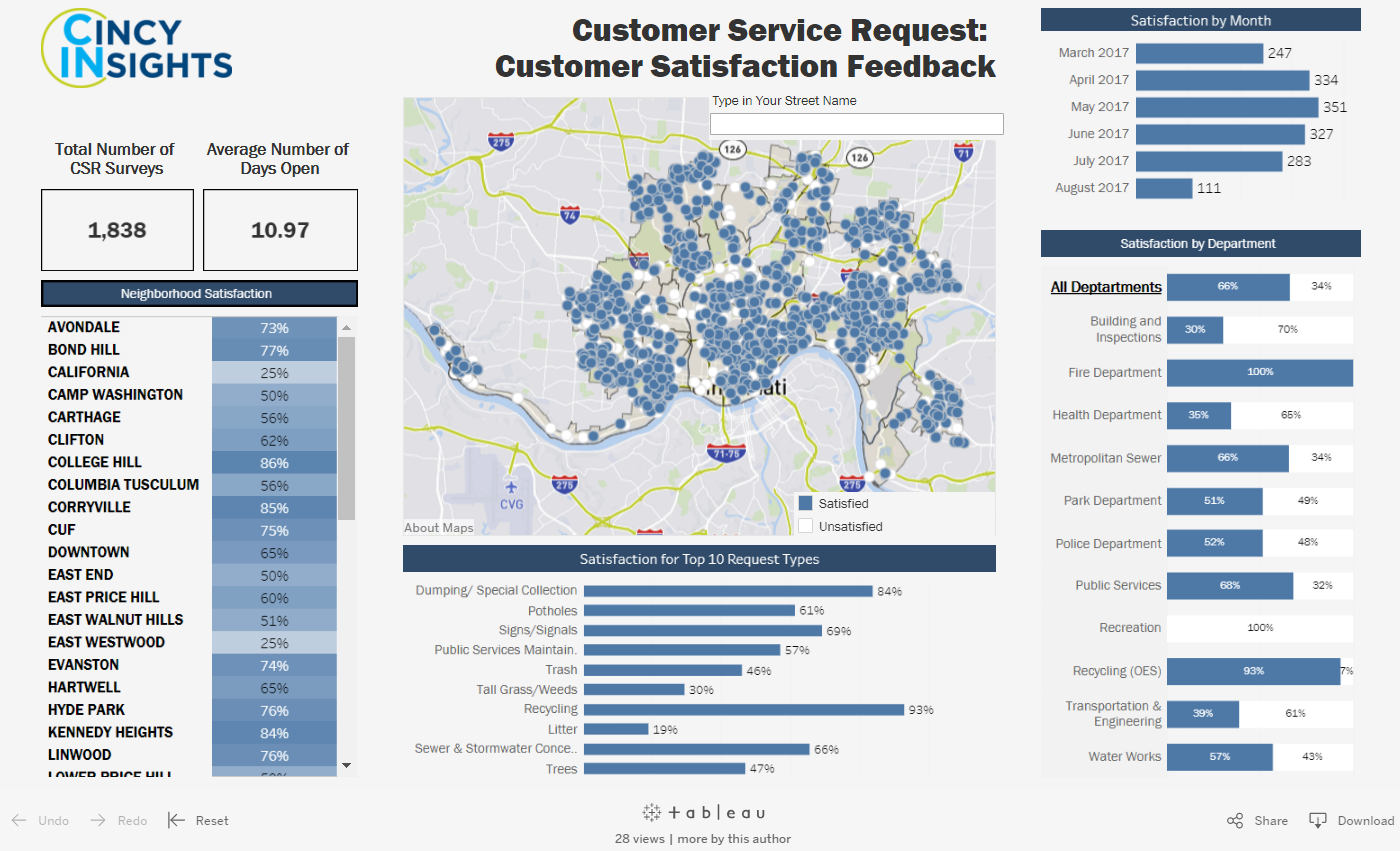 CINCY
INSIGHTS
Customer Service Request:
Customer Satisfaction Feedback
Total Number of
CSR Surveys
1,838
Average Number of
Days Open
10.97
Neighborhood Satisfaction
AVONDALE 73%
BOND HILL 77%
CALIFORNIA 25%
CAMP WASHINGTON 50%
CARTHAGE 56%
CLIFTON 62%
COLLEGE HILL 86%
COLUMBIA TUSCULUM 56%
CORRYVILLE 85%
CUF 75%
DOWNTOWN 65%
EAST END 50%
EAST PRICE HILL 60%
EAST WALNUT HILLS 51%
EAST WESTWOOD 25%
EVANSTON 74%
HARTWELL 65%
HYDE PARK 76%
KENNEDY HEIGHTS 84%
LINWOOD 76%
LOWER PRICE HILL 50%
Type in Your Street Name
275
126
126
71
74
71-75
275
275
CVG
About Maps
Satisfied
Unsatisfied
Satisfaction for Top 10 Request Types
Dumping/ Special Collection 84%
Potholes 61%
Signs/Signals 69%
Public Services Maintain. 57%
Trash 46%
Tall Grass/Weeds 30%
Recycling 93%
Litter 19%
Sewer & Stormwater Conce.. 66%
Trees 47%
Satisfaction by Month
March 2017 247
April 2017 334
May 2017 351
June 2017 327
July 2017 283
August 2017 111
Satisfaction by Department
All Deptartments 66% 34%
Building and
Inspections 30% 70%
Fire Department 100%
Health Department 35% 65%
Metropolitan Sewer 66% 34%
Park Department 51% 49%
Police Department 52% 48%
Public Services 68% 32%
Recreation 100%
Recycling (OES) 93% 7%
Transportation &
Engineering 39% 61%
Water Works 57% 43%
Undo
Redo
Reset
tableau
28 views | more by this author
Share
Download